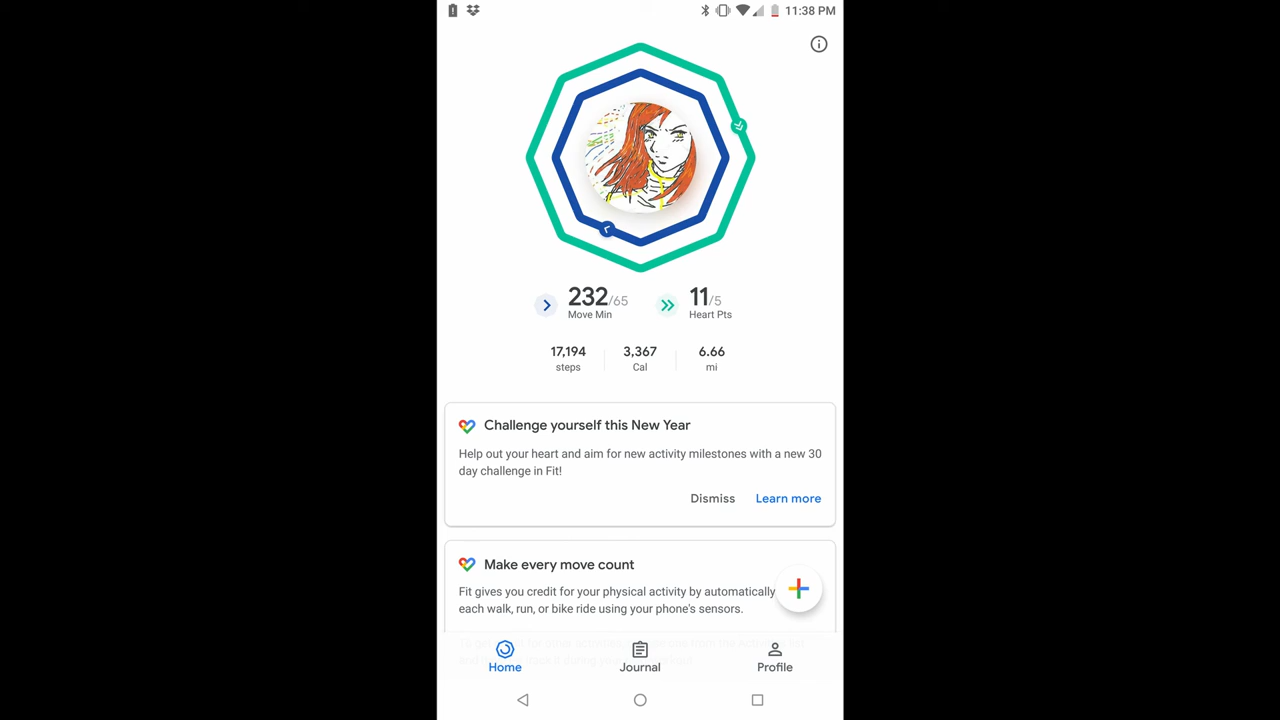 11:38 PM
232/65
Move Min
11/5
Heart Pts
17,194
steps
3,367
Cal
6.66
mi
Challenge yourself this New Year
Help out your heart and aim for new activity milestones with a new 30
day challenge in Fit!
Dismiss
Learn more
Make every move count
Fit gives you credit for your physical activity by automatically
each walk, run, or bike ride using your phone's sensors.
Home
Journal
Profile